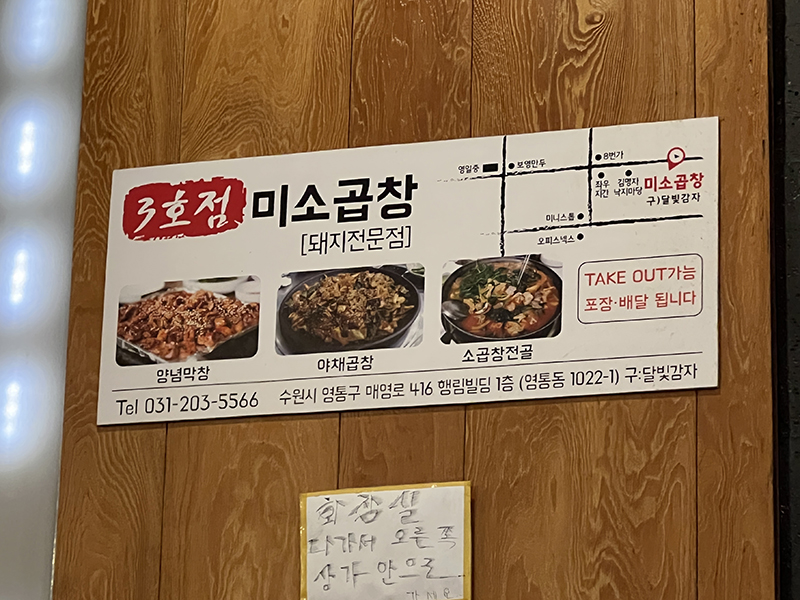 3호점 미소곱창
[돼지전문점]
영일중
보영만두
8번가
좌우
지간
김명자
낙지마당
미소곱창
구)달빛감자
미니스톱
오피스넥스
TAKE OUT가능
포장·배달 됩니다
양념막창
야채곱창
소곱창전골
Tel 031-203-5566 수원시 영통구 매영로 416 행림빌딩 1층 (영통동 1022-1) 구:달빛감자
화장실
나가서 오른쪽
상가 안으로